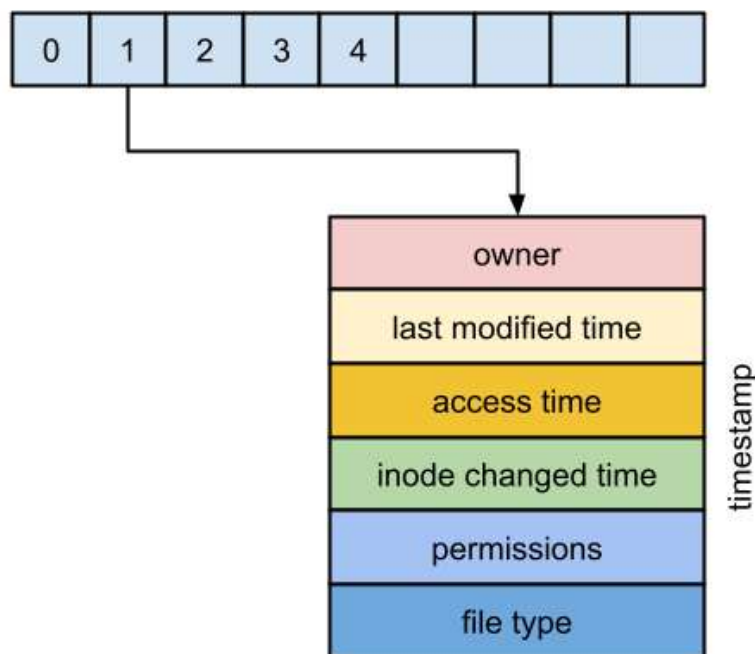 0 1 2 3 4
owner
last modified time
access time
inode changed time
permissions
file type
timestamp